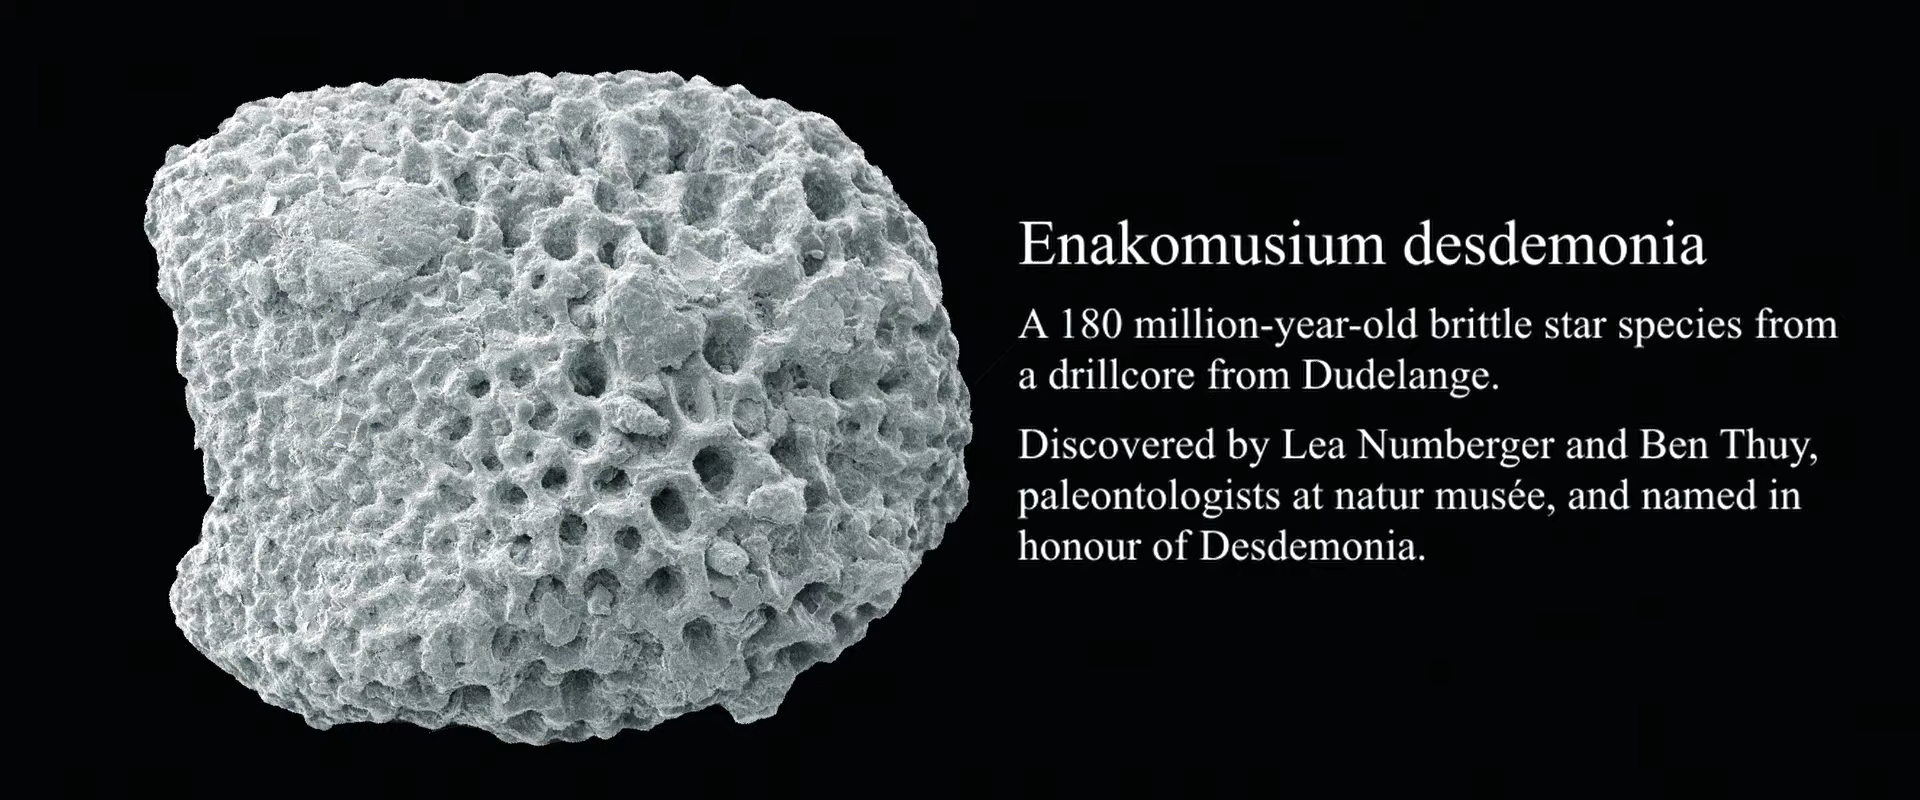 Enakomusium desdemonia
A 180 million-year-old brittle star species from
a drillcore from Dudelange.
Discovered by Lea Numberger and Ben Thuy,
paleontologists at natur musée, and named in
honour of Desdemonia.